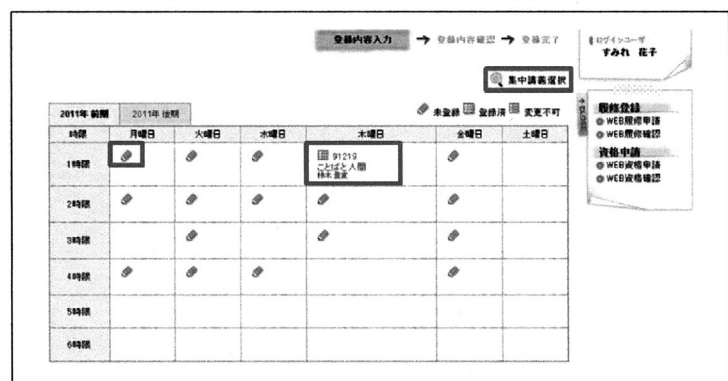 登録内容入力 → 登録内容確認 → 登録完了
ログインユーザ
すみれ 花子
集中講義選択
2011年 前期 2011年 後期
未登録 登録済 変更不可
履修登録
WEB履修申請
WEB履修確認
資格申請
WEB資格申請
WEB資格確認
時限 月曜日 火曜日 水曜日 木曜日 金曜日 土曜日
1時限
91219
ことばと人間
2時限
3時限
4時限
5時限
6時限